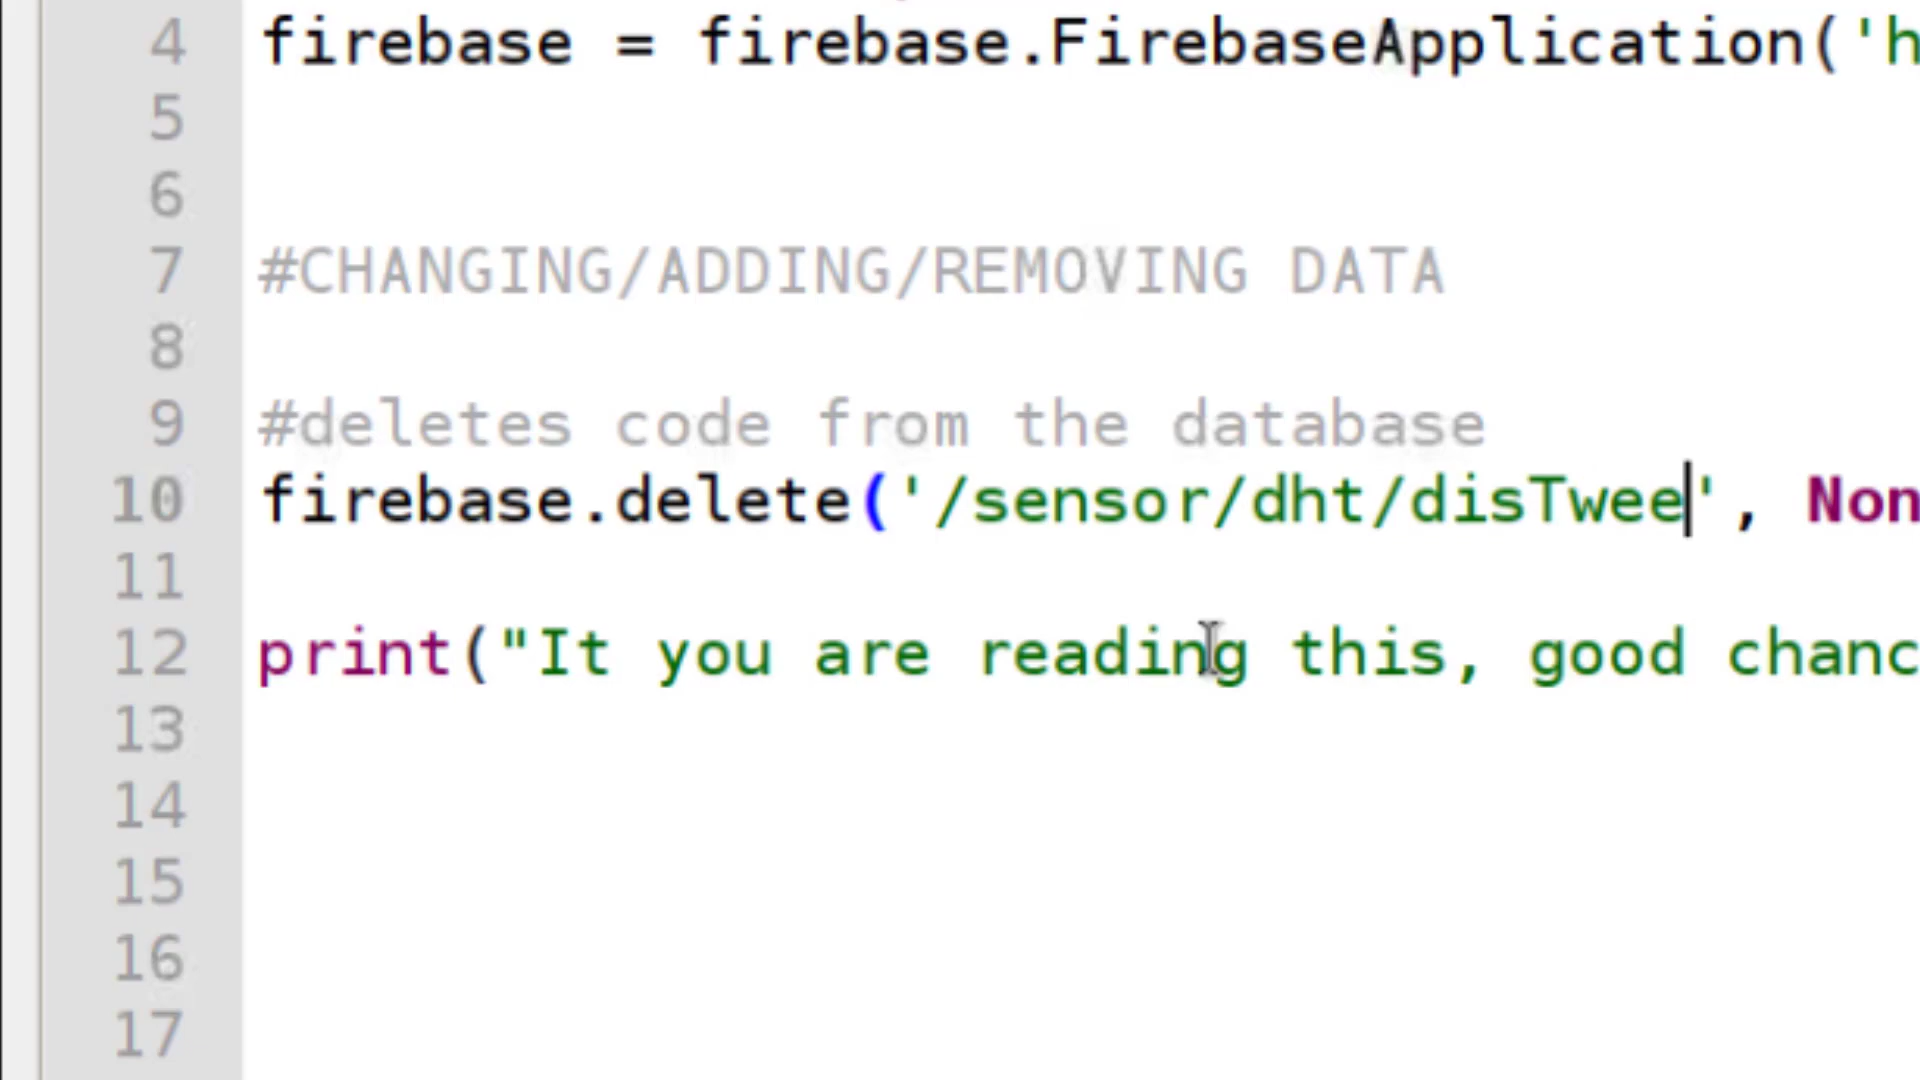 4 firebase = firebase.FirebaseApplication('h
5
6
7 #CHANGING/ADDING/REMOVING DATA
8
9 #deletes code from the database
10 firebase.delete('/sensor/dht/disTwee', Non
11
12 print("It you are reading this, good chanc
13
14
15
16
17